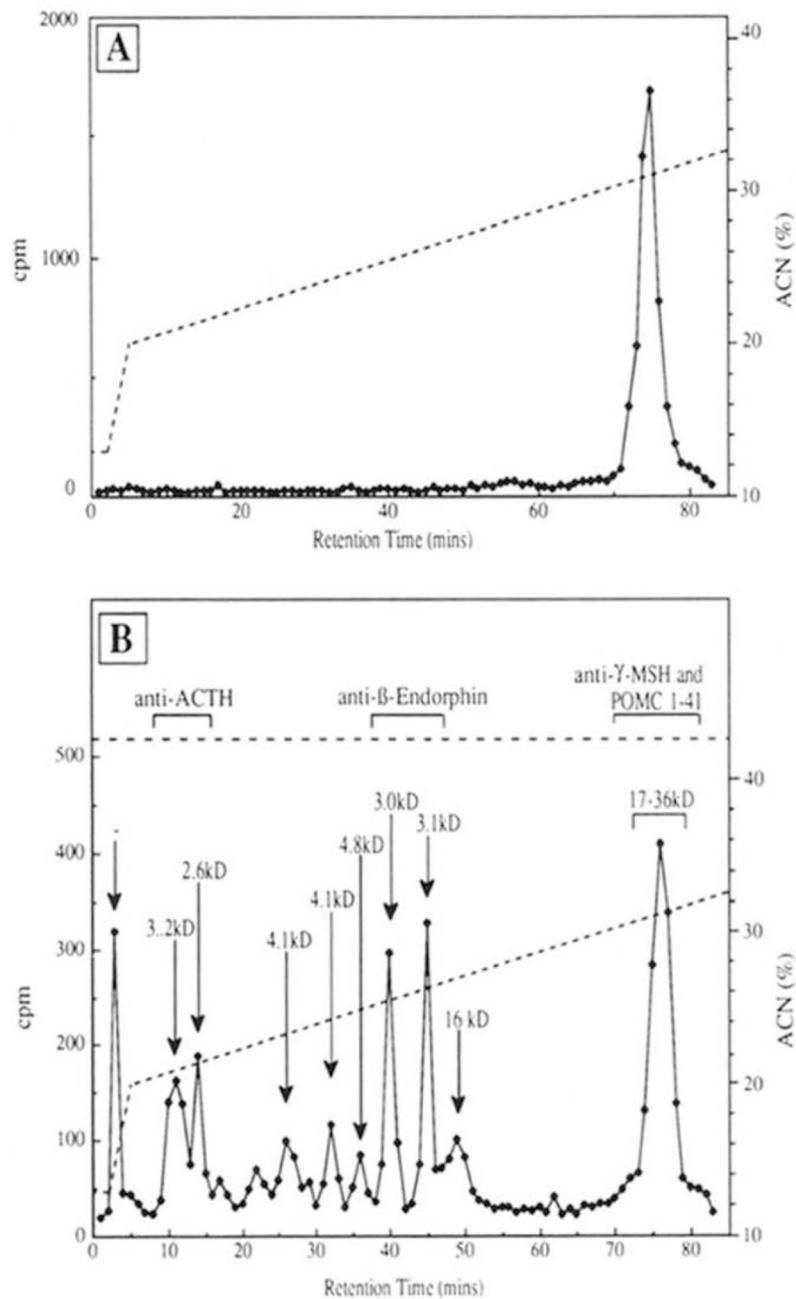 A
2000
1000
0
cpm
40
30
20
10
ACN (%)
0 20 40 60 80
Retention Time (mins)
B
anti-ACTH
anti-ß-Endorphin
anti-γ-MSH and
POMC 1-41
500
400
300
200
100
0
cpm
40
30
20
10
ACN (%)
-
3..2kD
2.6kD
4.1kD
4.1kD
4.8kD
3.0kD
3.1kD
16 kD
17-36kD
0 10 20 30 40 50 60 70 80
Retention Time (mins)